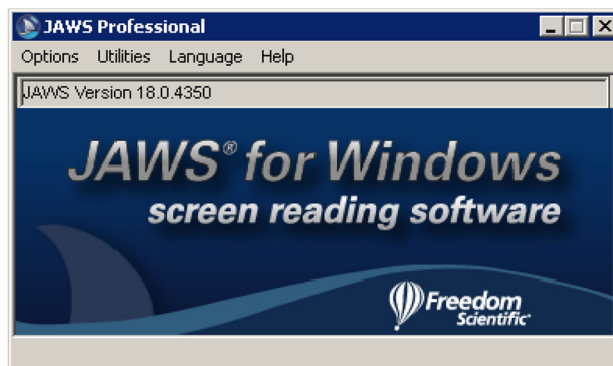 JAWS Professional
Options Utilities Language Help
JAWS Version 18.0.4350
JAWS® for Windows
screen reading software
Freedom
Scientific